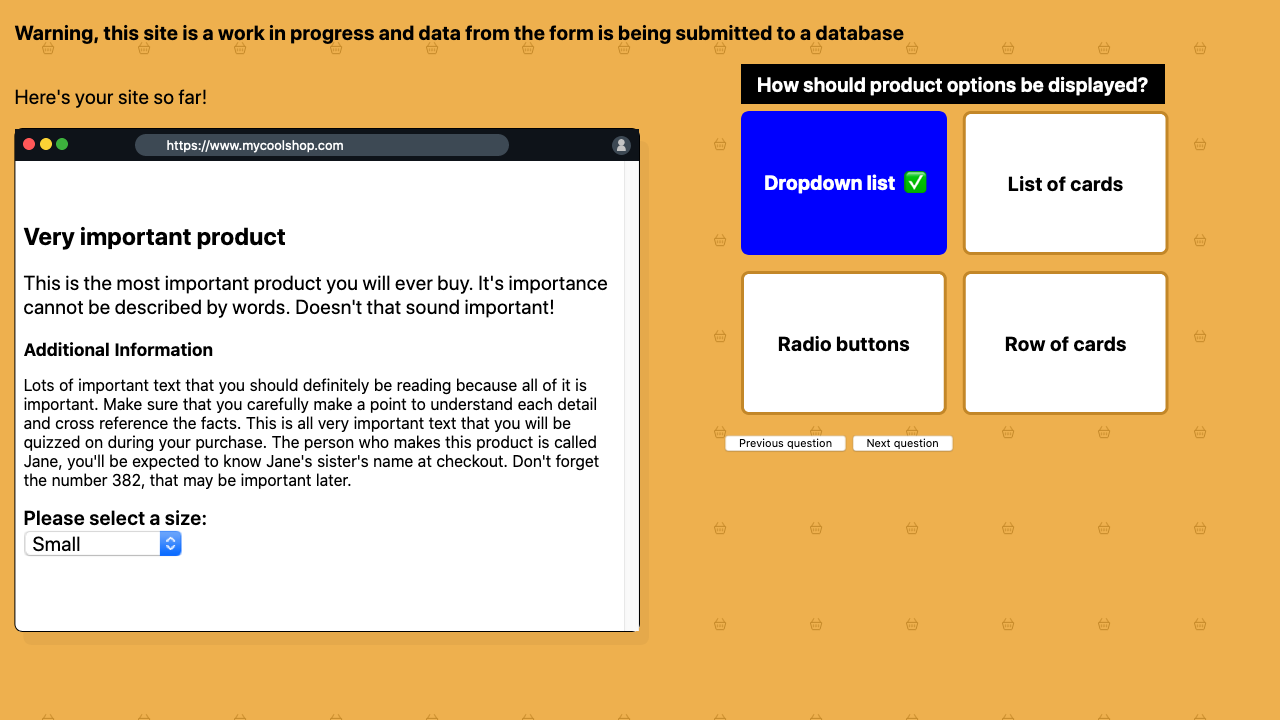 Warning, this site is a work in progress and data from the form is being submitted to a database
Here's your site so far!
https://www.mycoolshop.com
Very important product
This is the most important product you will ever buy. It's importance
cannot be described by words. Doesn't that sound important!
Additional Information
Lots of important text that you should definitely be reading because all of it is
important. Make sure that you carefully make a point to understand each detail
and cross reference the facts. This is all very important text that you will be
quizzed on during your purchase. The person who makes this product is called
Jane, you'll be expected to know Jane's sister's name at checkout. Don't forget
the number 382, that may be important later.
Please select a size:
Small
How should product options be displayed?
Dropdown list ✅
List of cards
Radio buttons
Row of cards
Previous question
Next question